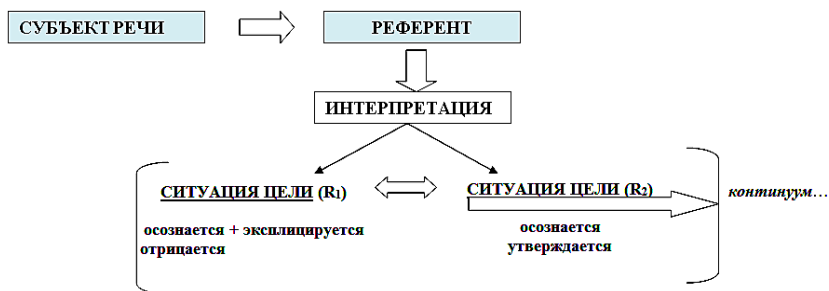 СУБЪЕКТ РЕЧИ
РЕФЕРЕНТ
ИНТЕРПРЕТАЦИЯ
СИТУАЦИЯ ЦЕЛИ (R₁)
СИТУАЦИЯ ЦЕЛИ (R₂)
континуум...
осознается + эксплицируется
отрицается
осознается
утверждается